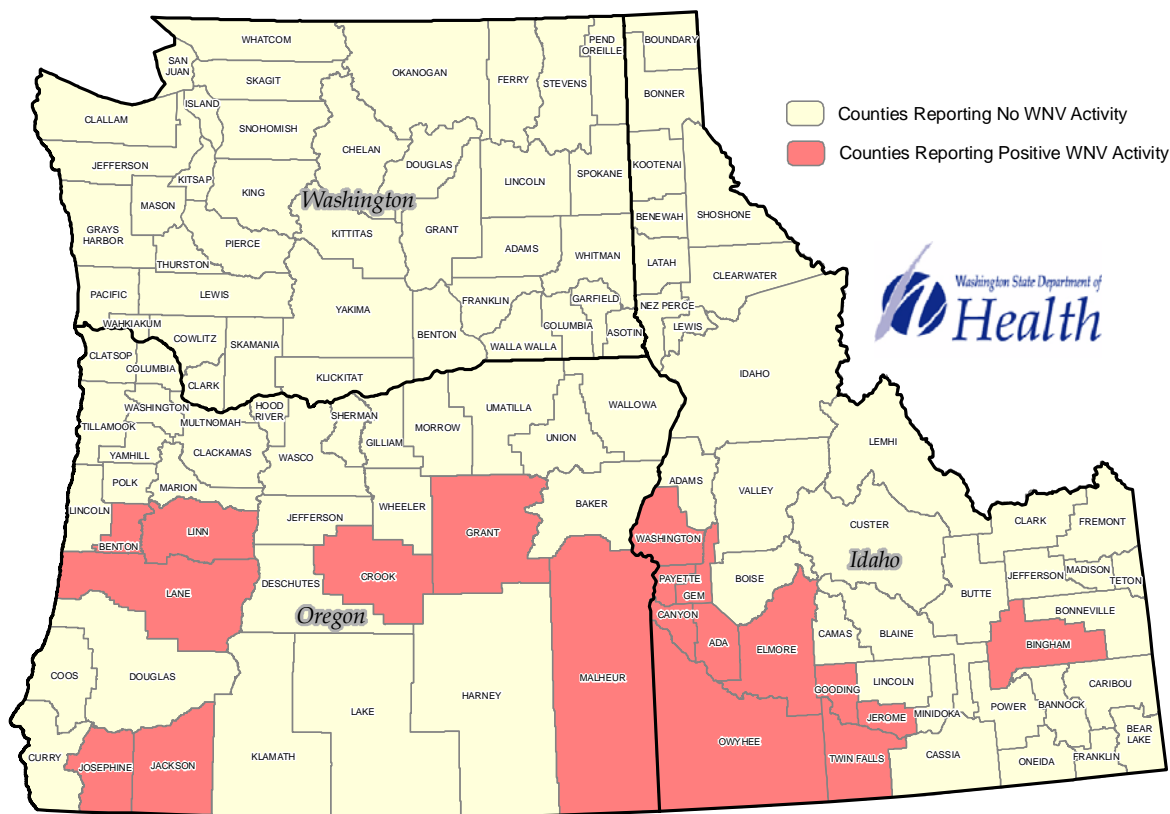 WHATCOM
SAN
JUAN
SKAGIT
ISLAND
OKANOGAN
FERRY
STEVENS
PEND
OREILLE
BOUNDARY
BONNER
CLALLAM
SNOHOMISH
CHELAN
DOUGLAS
JEFFERSON
KITSAP
KING
LINCOLN
SPOKANE
KOOTENAI
MASON
Washington
GRAYS
HARBOR
PIERCE
KITTITAS
GRANT
BENEWAH
SHOSHONE
THURSTON
ADAMS
WHITMAN
LATAH
CLEARWATER
PACIFIC
LEWIS
YAKIMA
FRANKLIN
GARFIELD
NEZ PERCE
WAHKIAKUM
COWLITZ
SKAMANIA
BENTON
COLUMBIA
ASOTIN
LEWIS
WALLA WALLA
CLATSOP
COLUMBIA
CLARK
KLICKITAT
IDAHO
Counties Reporting No WNV Activity
Counties Reporting Positive WNV Activity
Washington State Department of
Health
WASHINGTON
TILLAMOOK
MULTNOMAH
HOOD
RIVER
SHERMAN
GILLIAM
MORROW
UMATILLA
WALLOWA
UNION
YAMHILL
CLACKAMAS
WASCO
POLK
MARION
WHEELER
BAKER
LINCOLN
LINN
JEFFERSON
GRANT
BENTON
CROOK
LANE
DESCHUTES
Oregon
COOS
DOUGLAS
LAKE
HARNEY
MALHEUR
CURRY
JOSEPHINE
JACKSON
KLAMATH
LEMHI
ADAMS
VALLEY
CUSTER
CLARK
FREMONT
WASHINGTON
Idaho
PAYETTE
GEM
BOISE
BUTTE
JEFFERSON
MADISON
TETON
CANYON
ADA
ELMORE
CAMAS
BLAINE
BONNEVILLE
BINGHAM
GOODING
LINCOLN
CARIBOU
JEROME
MINIDOKA
POWER
BANNOCK
OWYHEE
TWIN FALLS
CASSIA
ONEIDA
FRANKLIN
BEAR
LAKE